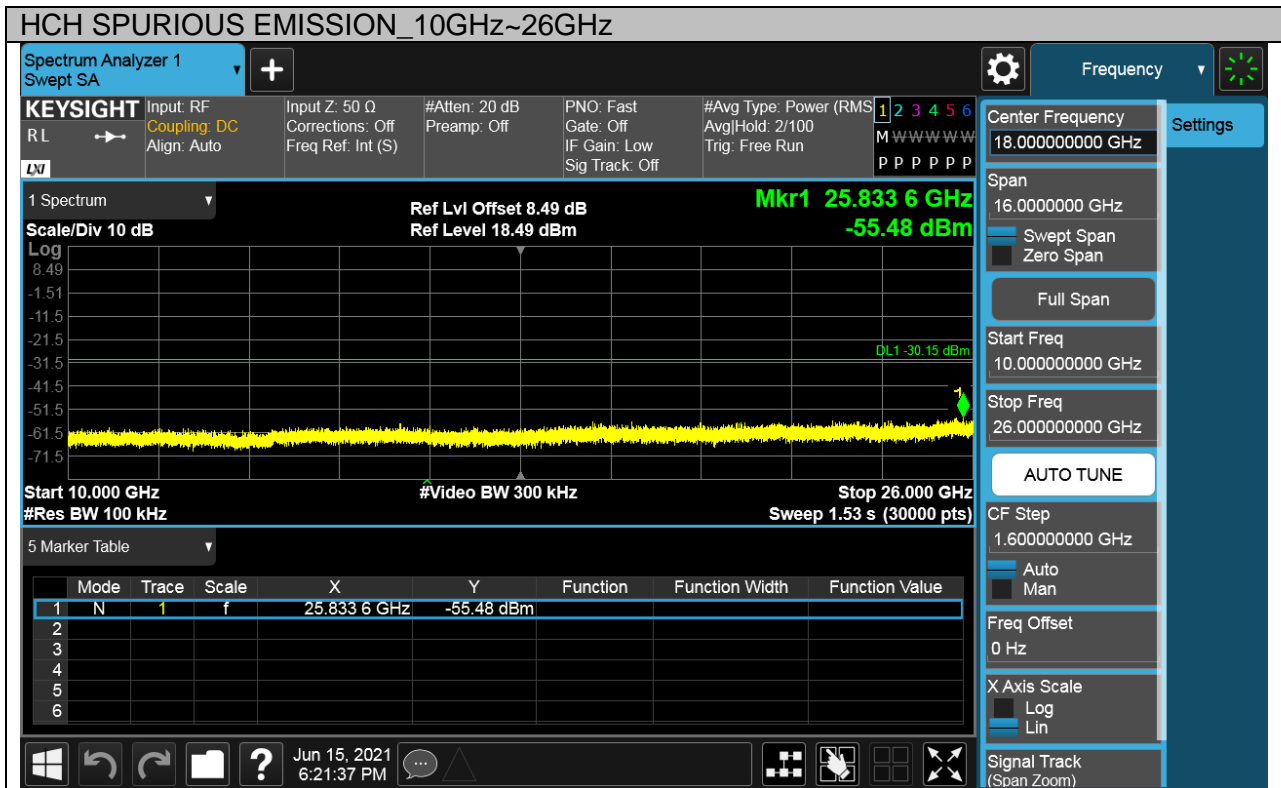 HCH SPURIOUS EMISSION_10GHz~26GHz
Spectrum Analyzer 1
Swept SA
+
Frequency
KEYSIGHT
RL
LXI
Input: RF
Coupling: DC
Align: Auto
Input Z: 50 Ω
Corrections: Off
Freq Ref: Int (S)
#Atten: 20 dB
Preamp: Off
PNO: Fast
Gate: Off
IF Gain: Low
Sig Track: Off
#Avg Type: Power (RMS
Avg|Hold: 2/100
Trig: Free Run
1 2 3 4 5 6
M W W W W W
P P P P P P
1 Spectrum
Scale/Div 10 dB
Ref Lvl Offset 8.49 dB
Ref Level 18.49 dBm
Mkr1 25.833 6 GHz
-55.48 dBm
Log
8.49
-1.51
-11.5
-21.5
-31.5
-41.5
-51.5
-61.5
-71.5
DL1 -30.15 dBm
1
Start 10.000 GHz
#Res BW 100 kHz
#Video BW 300 kHz
Stop 26.000 GHz
Sweep 1.53 s (30000 pts)
5 Marker Table
Mode Trace Scale X Y Function Function Width Function Value
1 N 1 f 25.833 6 GHz -55.48 dBm
2
3
4
5
6
Jun 15, 2021
6:21:37 PM
Center Frequency
18.000000000 GHz
Settings
Span
16.0000000 GHz
Swept Span
Zero Span
Full Span
Start Freq
10.000000000 GHz
Stop Freq
26.000000000 GHz
AUTO TUNE
CF Step
1.600000000 GHz
Auto
Man
Freq Offset
0 Hz
X Axis Scale
Log
Lin
Signal Track
(Span Zoom)